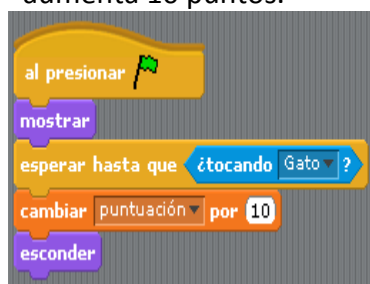 aumenta 10 puntos.
al presionar
mostrar
esperar hasta que ¿tocando Gato ?
cambiar puntuación por 10
esconder